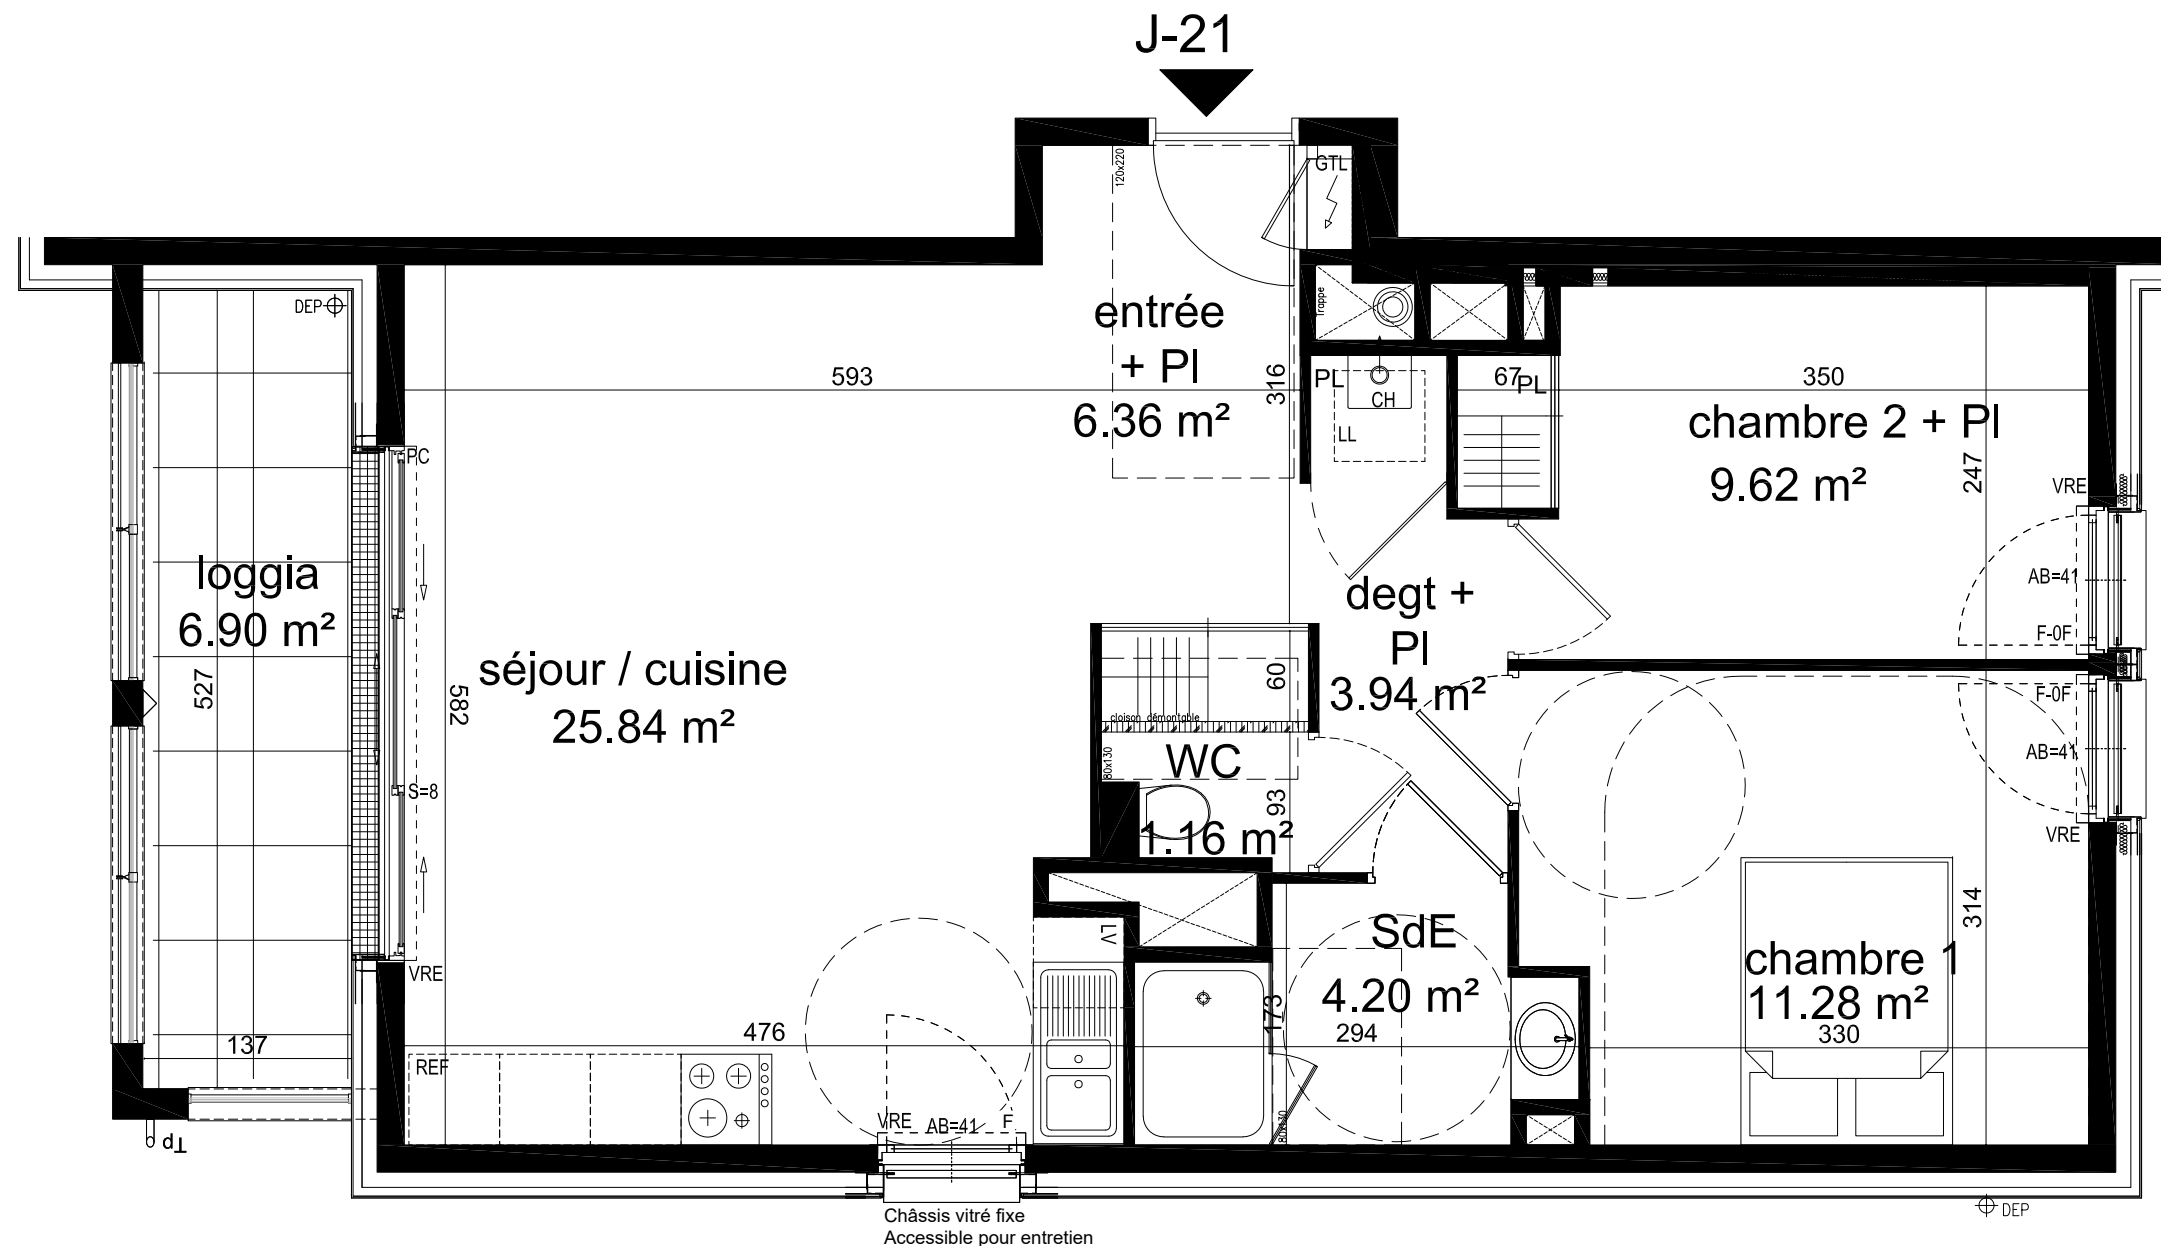 J-21
120x220
GTL
DEP
Trappe
entrée
+ Pl
6.36 m²
593
316
PL
CH
LL
67
PL
350
chambre 2 + Pl
9.62 m²
247
VRE
AB=41
F-0F
PC
loggia
6.90 m²
527
582
séjour / cuisine
25.84 m²
degt +
Pl
3.94 m²
60
cloison démontable
80x130
WC
1.16 m²
93
F-0F
AB=41
VRE
S=8
VRE
LV
SdE
4.20 m²
173
294
314
chambre 1
11.28 m²
330
137
476
REF
VRE
AB=41
F
80x130
Tp
DEP
Châssis vitré fixe
Accessible pour entretien